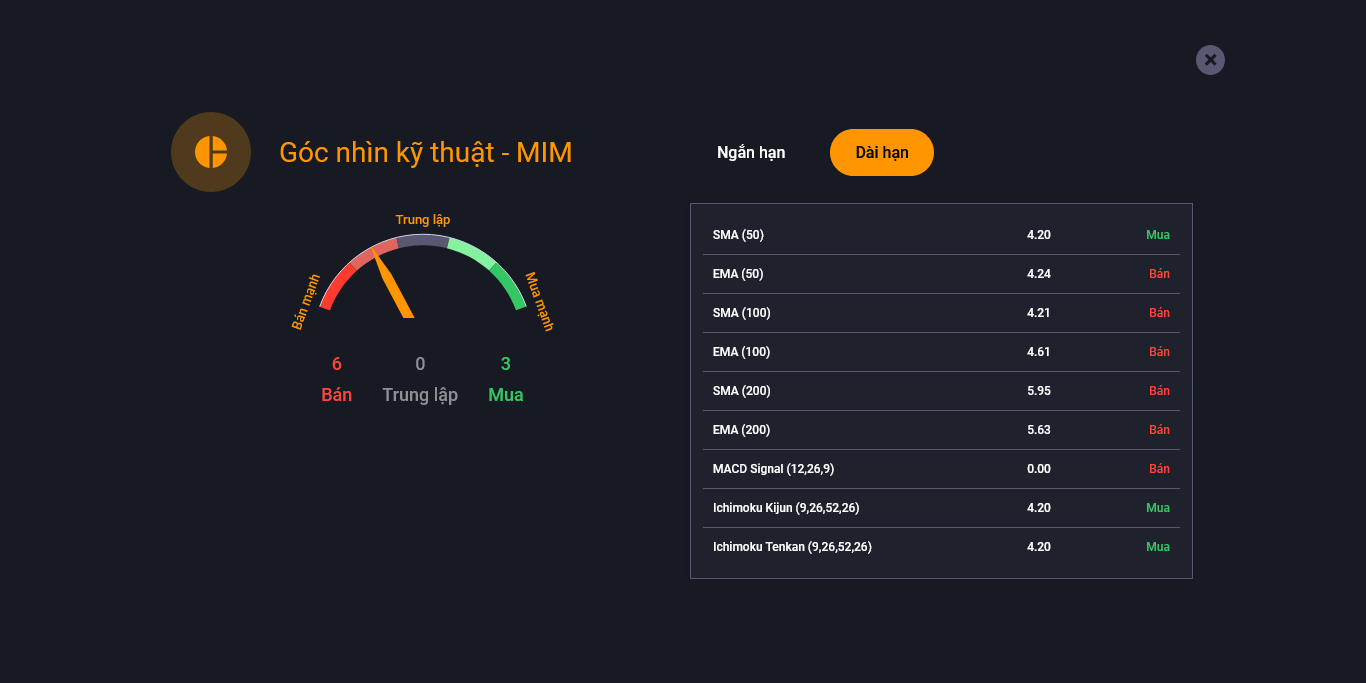 Góc nhìn kỹ thuật - MIM
Ngắn hạn
Dài hạn
Trung lập
Bán mạnh
Mua mạnh
6 0 3
Bán Trung lập Mua
SMA (50) 4.20 Mua
EMA (50) 4.24 Bán
SMA (100) 4.21 Bán
EMA (100) 4.61 Bán
SMA (200) 5.95 Bán
EMA (200) 5.63 Bán
MACD Signal (12,26,9) 0.00 Bán
Ichimoku Kijun (9,26,52,26) 4.20 Mua
Ichimoku Tenkan (9,26,52,26) 4.20 Mua